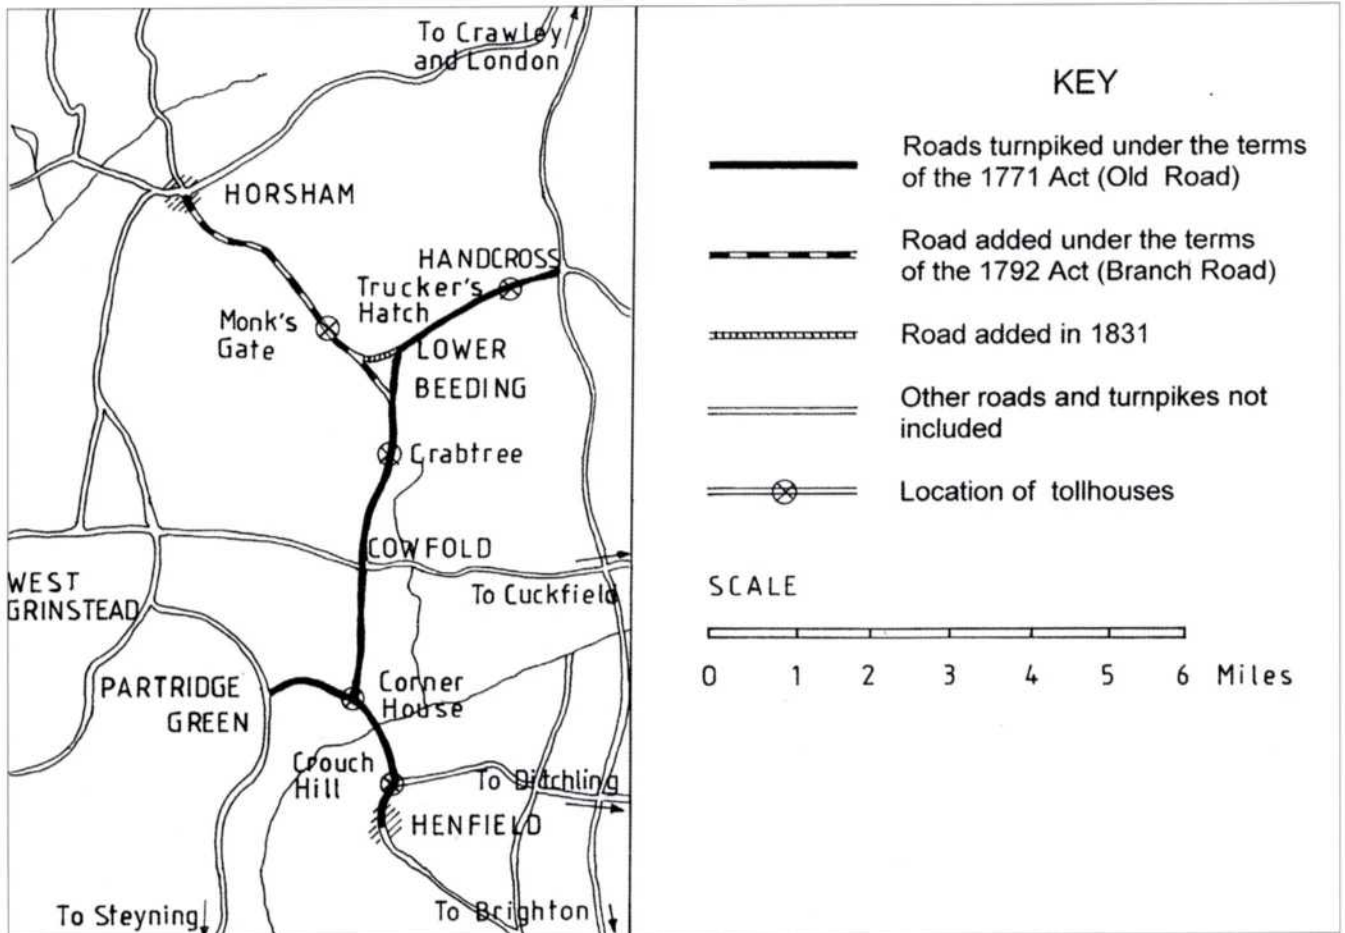 To Crawley
and London
HORSHAM
HANDCROSS
Trucker's
Hatch
Monk's
Gate
LOWER
BEEDING
Crabtree
COWFOLD
WEST
GRINSTEAD
To Cuckfield
PARTRIDGE
GREEN
Corner
House
Crouch
Hill
To Ditchling
HENFIELD
To Steyning
To Brighton
KEY
Roads turnpiked under the terms
of the 1771 Act (Old Road)
Road added under the terms
of the 1792 Act (Branch Road)
Road added in 1831
Other roads and turnpikes not
included
Location of tollhouses
SCALE
0 1 2 3 4 5 6 Miles